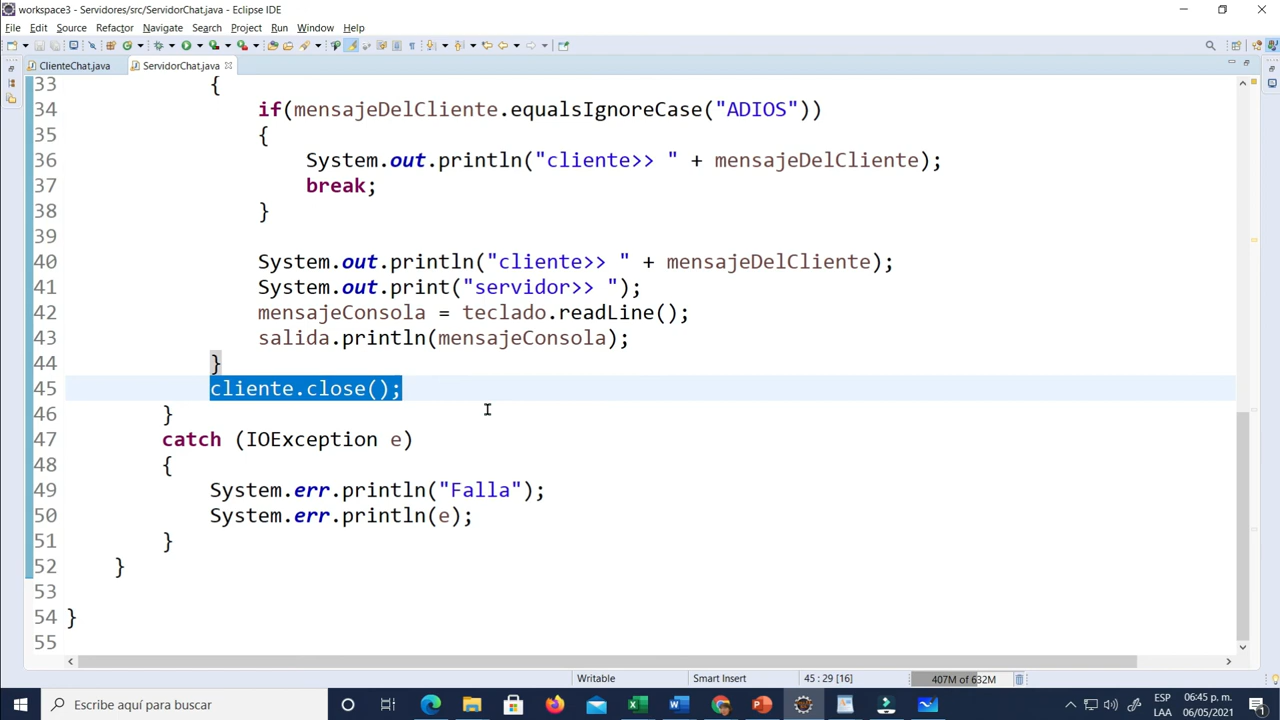 workspace3 - Servidores/src/ServidorChat.java - Eclipse IDE
File Edit Source Refactor Navigate Search Project Run Window Help
ClienteChat.java ServidorChat.java
33 {
34 if(mensajeDelCliente.equalsIgnoreCase("ADIOS"))
35 {
36 System.out.println("cliente>> " + mensajeDelCliente);
37 break;
38 }
39
40 System.out.println("cliente>> " + mensajeDelCliente);
41 System.out.print("servidor>> ");
42 mensajeConsola = teclado.readLine();
43 salida.println(mensajeConsola);
44 }
45 cliente.close();
46 }
47 catch (IOException e)
48 {
49 System.err.println("Falla");
50 System.err.println(e);
51 }
52 }
53
54 }
55
Writable Smart Insert 45 : 29 [16] 407M of 632M
Escribe aquí para buscar
ESP 06:45 p. m.
LAA 06/05/2021
1